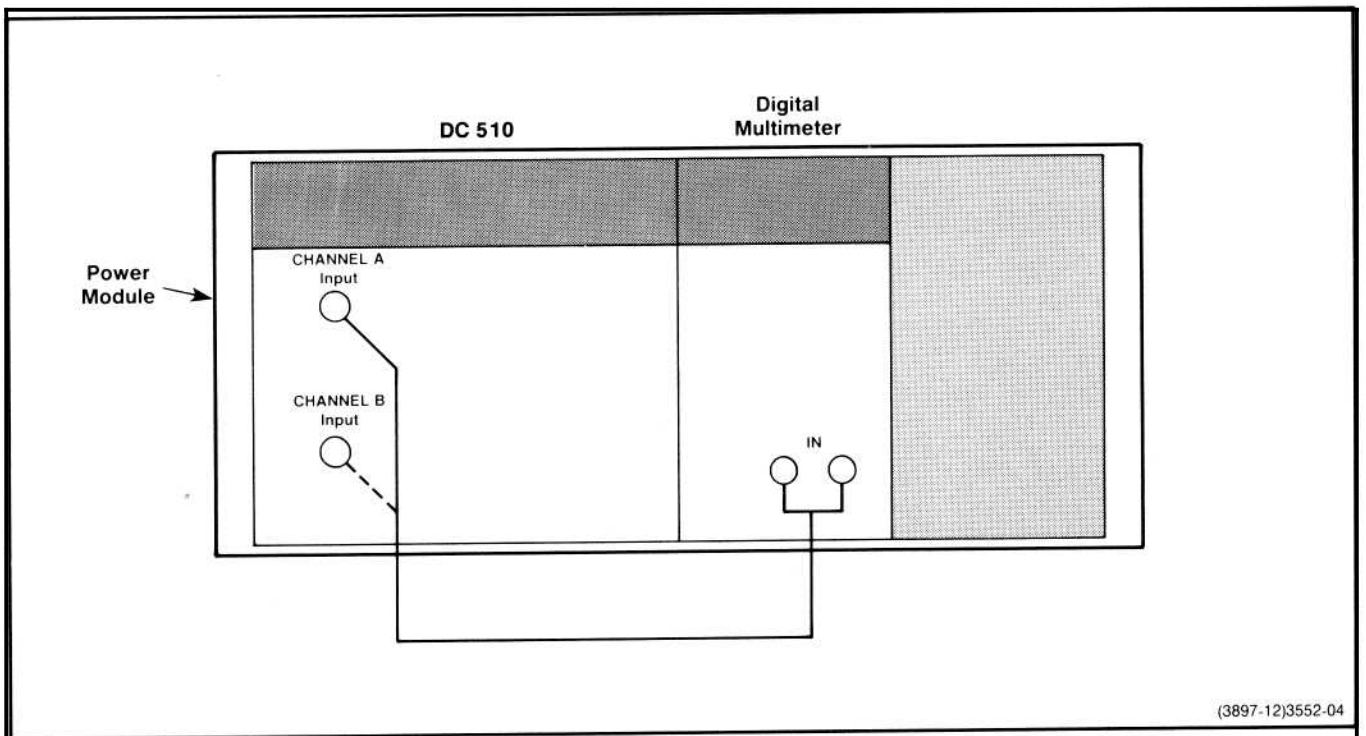 DC 510
Digital
Multimeter
Power
Module
CHANNEL A
Input
CHANNEL B
Input
IN
(3897-12)3552-04